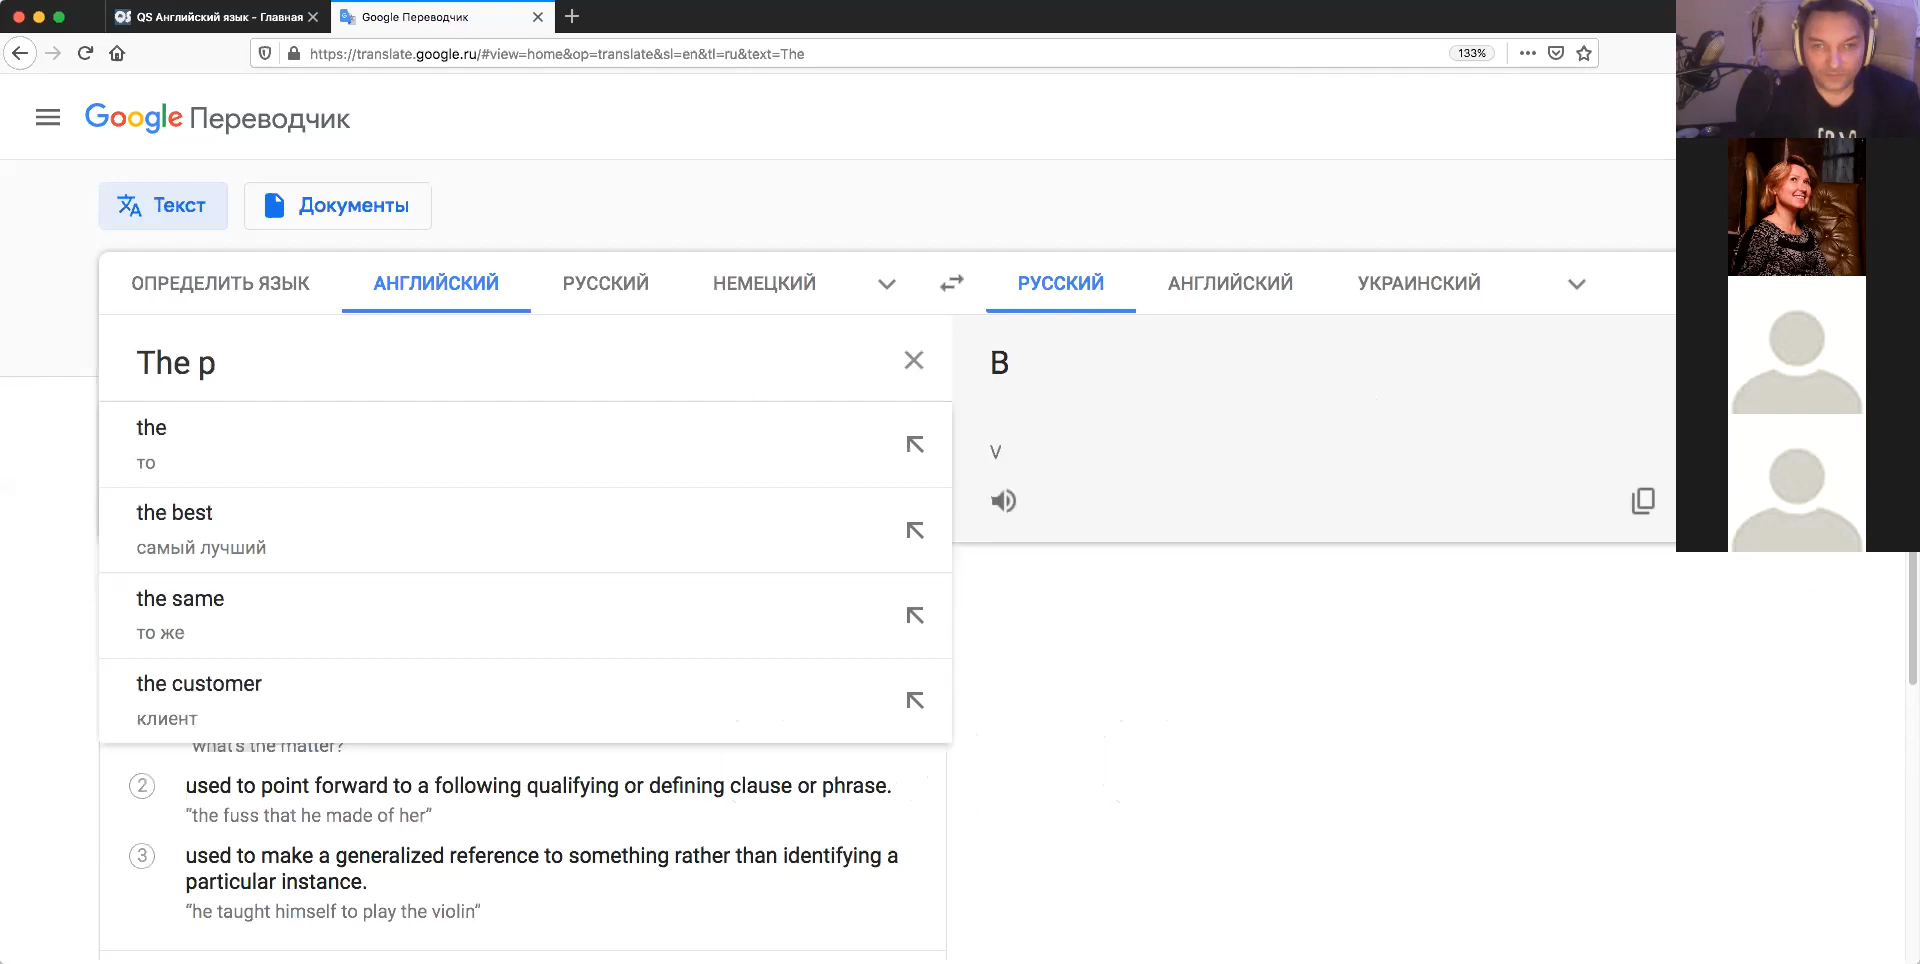 QS Английский язык - Главная
Google Переводчик
https://translate.google.ru/#view=home&op=translate&sl=en&tl=ru&text=The
133%
Google Переводчик
Текст
Документы
ОПРЕДЕЛИТЬ ЯЗЫК АНГЛИЙСКИЙ РУССКИЙ НЕМЕЦКИЙ
РУССКИЙ АНГЛИЙСКИЙ УКРАИНСКИЙ
The p
В
V
the
то
the best
самый лучший
the same
то же
the customer
клиент
what's the matter?
2 used to point forward to a following qualifying or defining clause or phrase.
"the fuss that he made of her"
3 used to make a generalized reference to something rather than identifying a
particular instance.
"he taught himself to play the violin"